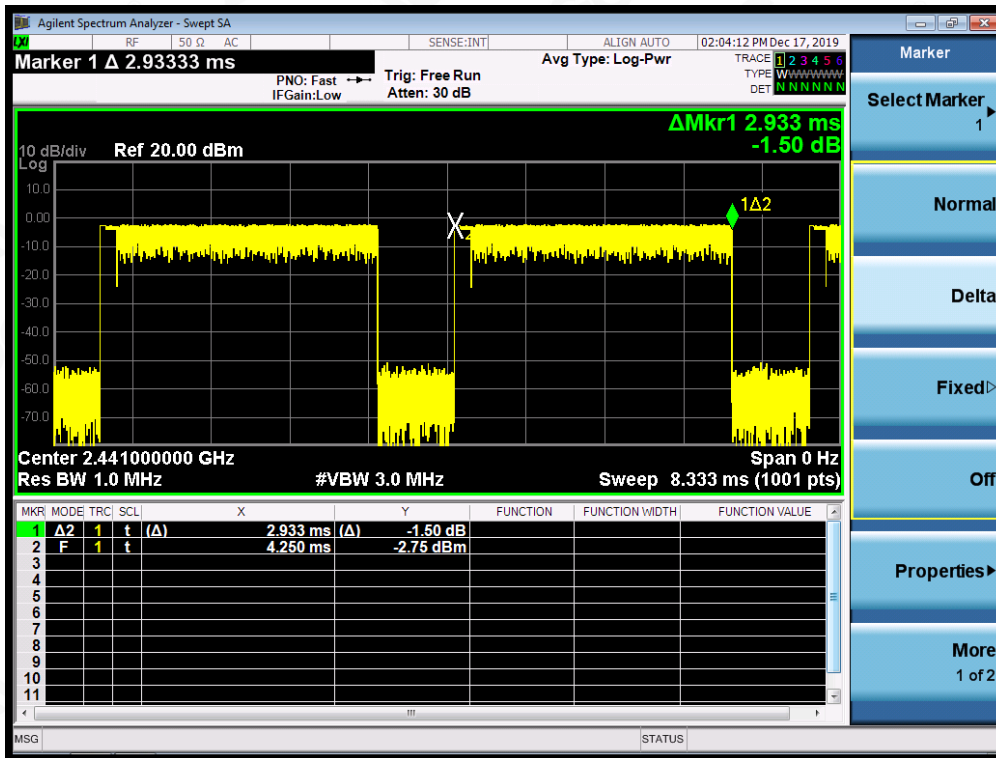 Agilent Spectrum Analyzer - Swept SA
LXI RF 50 Ω AC SENSE:INT ALIGN AUTO 02:04:12 PM Dec 17, 2019
Marker 1 Δ 2.93333 ms
PNO: Fast
IFGain:Low
Trig: Free Run
Atten: 30 dB
Avg Type: Log-Pwr
TRACE 1 2 3 4 5 6
TYPE WWWWWW
DET N N N N N N
ΔMkr1 2.933 ms
-1.50 dB
10 dB/div Ref 20.00 dBm
Log
10.0
0.00
-10.0
-20.0
-30.0
-40.0
-50.0
-60.0
-70.0
2
1Δ2
Center 2.441000000 GHz Span 0 Hz
Res BW 1.0 MHz #VBW 3.0 MHz Sweep 8.333 ms (1001 pts)
MKR MODE TRC SCL X Y FUNCTION FUNCTION WIDTH FUNCTION VALUE
1 Δ2 1 t (Δ) 2.933 ms (Δ) -1.50 dB
2 F 1 t 4.250 ms -2.75 dBm
3
4
5
6
7
8
9
10
11
MSG STATUS
Marker
Select Marker
1
Normal
Delta
Fixed
Off
Properties
More
1 of 2